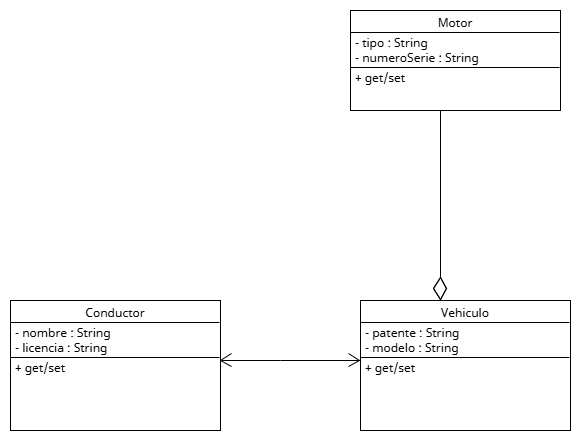 Motor
- tipo : String
- numeroSerie : String
+ get/set
Conductor
- nombre : String
- licencia : String
+ get/set
Vehiculo
- patente : String
- modelo : String
+ get/set